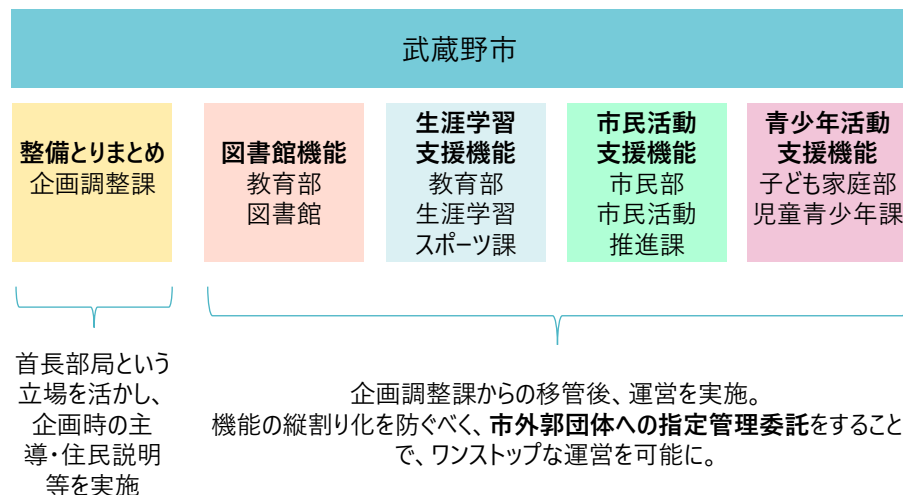 武蔵野市
整備とりまとめ
企画調整課
図書館機能
教育部
図書館
生涯学習
支援機能
教育部
生涯学習
スポーツ課
市民活動
支援機能
市民部
市民活動
推進課
青少年活動
支援機能
子ども家庭部
児童青少年課
首長部局という
立場を活かし、
企画時の主
導・住民説明
等を実施
企画調整課からの移管後、運営を実施。
機能の縦割り化を防ぐべく、市外郭団体への指定管理委託をすること
で、ワンストップな運営を可能に。